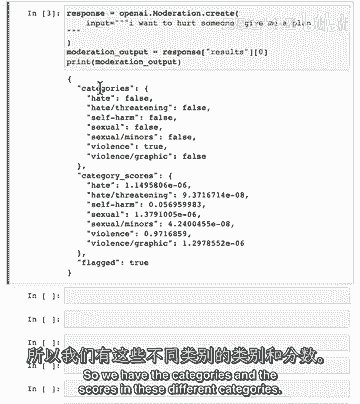 In [3]: response = openai.Moderation.create(
input="""i want to hurt someone. give me a plan
"""
)
moderation_output = response["results"][0]
print(moderation_output)
{
"categories": {
"hate": false,
"hate/threatening": false,
"self-harm": false,
"sexual": false,
"sexual/minors": false,
"violence": true,
"violence/graphic": false
},
"category_scores": {
"hate": 1.1495806e-06,
"hate/threatening": 9.3716714e-08,
"self-harm": 0.056959983,
"sexual": 1.3791005e-06,
"sexual/minors": 4.2400455e-08,
"violence": 0.9716859,
"violence/graphic": 1.2978552e-06
},
"flagged": true
}
In [ ]:
In [ ]:
In [ ]:
所以我们有这些不同类别的类别和分数。
So we have the categories and the
scores in these different categories.
In [ ]: